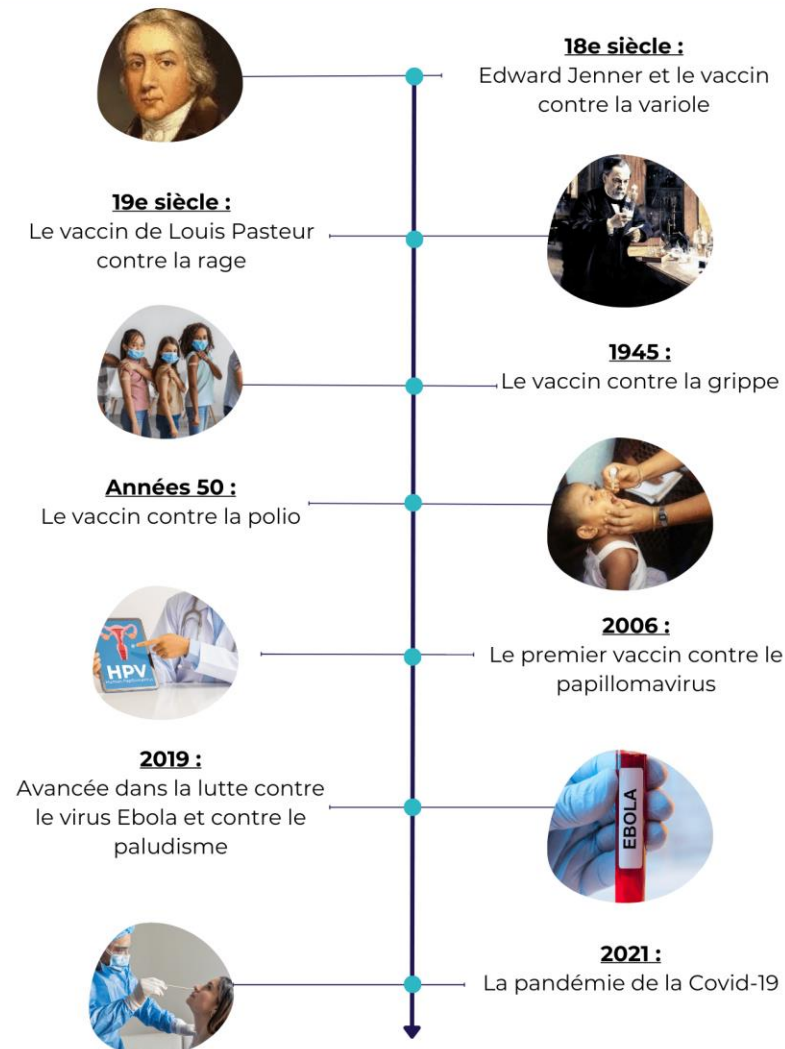 18e siècle :
Edward Jenner et le vaccin
contre la variole
19e siècle :
Le vaccin de Louis Pasteur
contre la rage
1945 :
Le vaccin contre la grippe
Années 50 :
Le vaccin contre la polio
HPV
2006 :
Le premier vaccin contre le
papillomavirus
2019 :
Avancée dans la lutte contre
le virus Ebola et contre le
paludisme
EBOLA
2021 :
La pandémie de la Covid-19